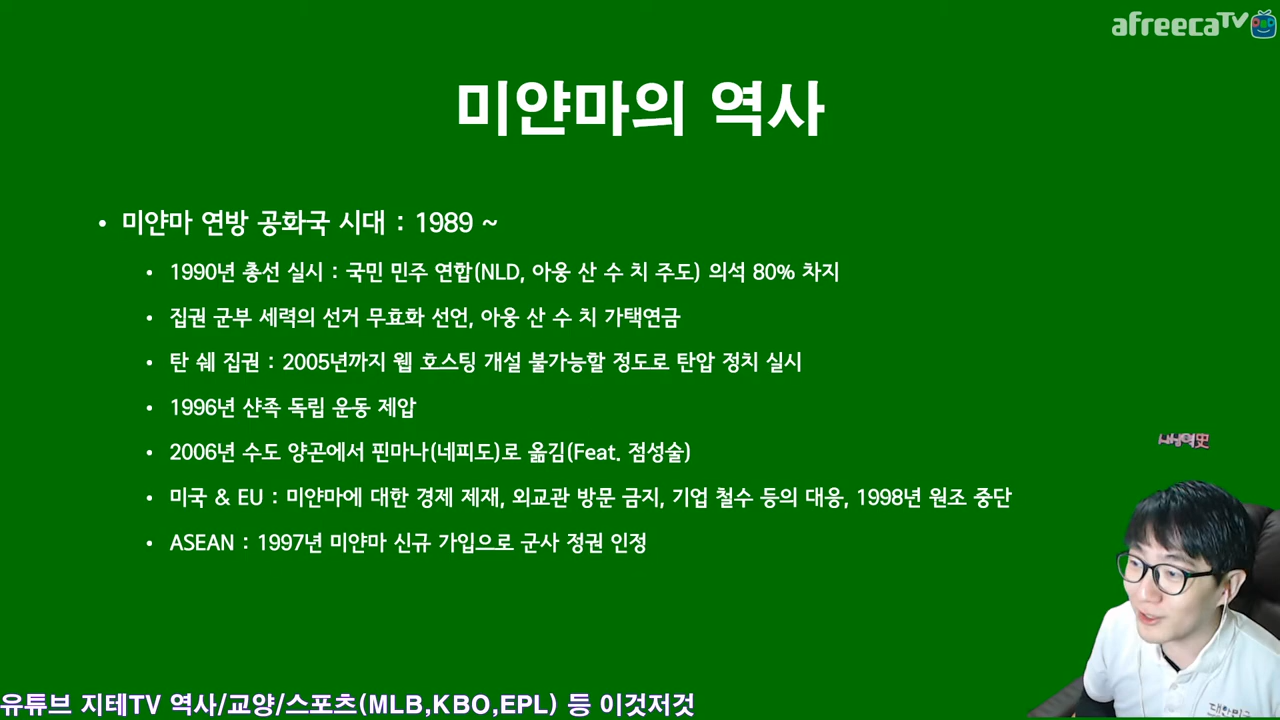 afreecaTV
미얀마의 역사
• 미얀마 연방 공화국 시대 : 1989 ~
• 1990년 총선 실시 : 국민 민주 연합(NLD, 아웅 산 수 치 주도) 의석 80% 차지
• 집권 군부 세력의 선거 무효화 선언, 아웅 산 수 치 가택연금
• 탄 쉐 집권 : 2005년까지 웹 호스팅 개설 불가능할 정도로 탄압 정치 실시
• 1996년 샨족 독립 운동 제압
• 2006년 수도 양곤에서 핀마나(네피도)로 옮김(Feat. 점성술)
• 미국 & EU : 미얀마에 대한 경제 제재, 외교관 방문 금지, 기업 철수 등의 대응, 1998년 원조 중단
• ASEAN : 1997년 미얀마 신규 가입으로 군사 정권 인정
대한민국
유튜브 지테TV 역사/교양/스포츠(MLB,KBO,EPL) 등 이것저것